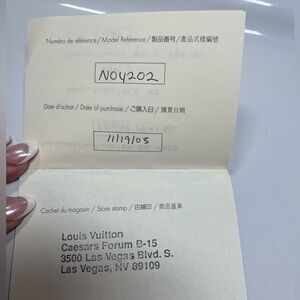 Numéro de référence / Model Reference / 製品番号 / 產品式樣編號
NOY202
Date d'achat / Date of purchase / ご購入日 / 購買日期
11/19/03
Cachet du magasin / Store stamp / 店舗印 / 商店蓋章
Louis Vuitton
Caesars Forum B-15
3500 Las Vegas Blvd. S.
Las Vegas, NV 89109